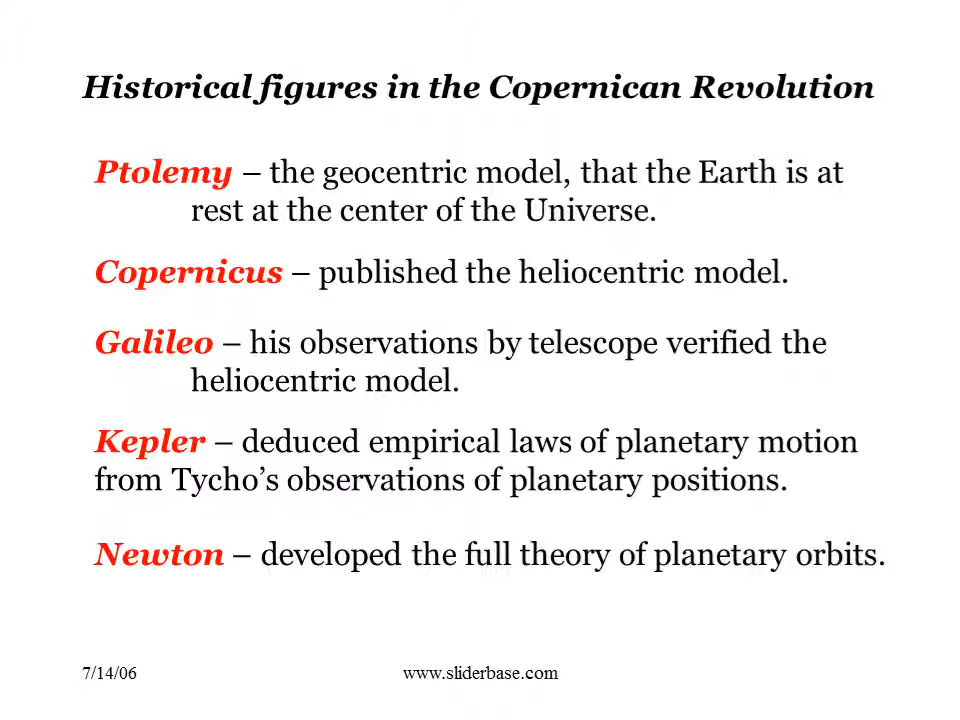 Historical figures in the Copernican Revolution
Ptolemy – the geocentric model, that the Earth is at
rest at the center of the Universe.
Copernicus – published the heliocentric model.
Galileo – his observations by telescope verified the
heliocentric model.
Kepler – deduced empirical laws of planetary motion
from Tycho’s observations of planetary positions.
Newton – developed the full theory of planetary orbits.
7/14/06 www.sliderbase.com